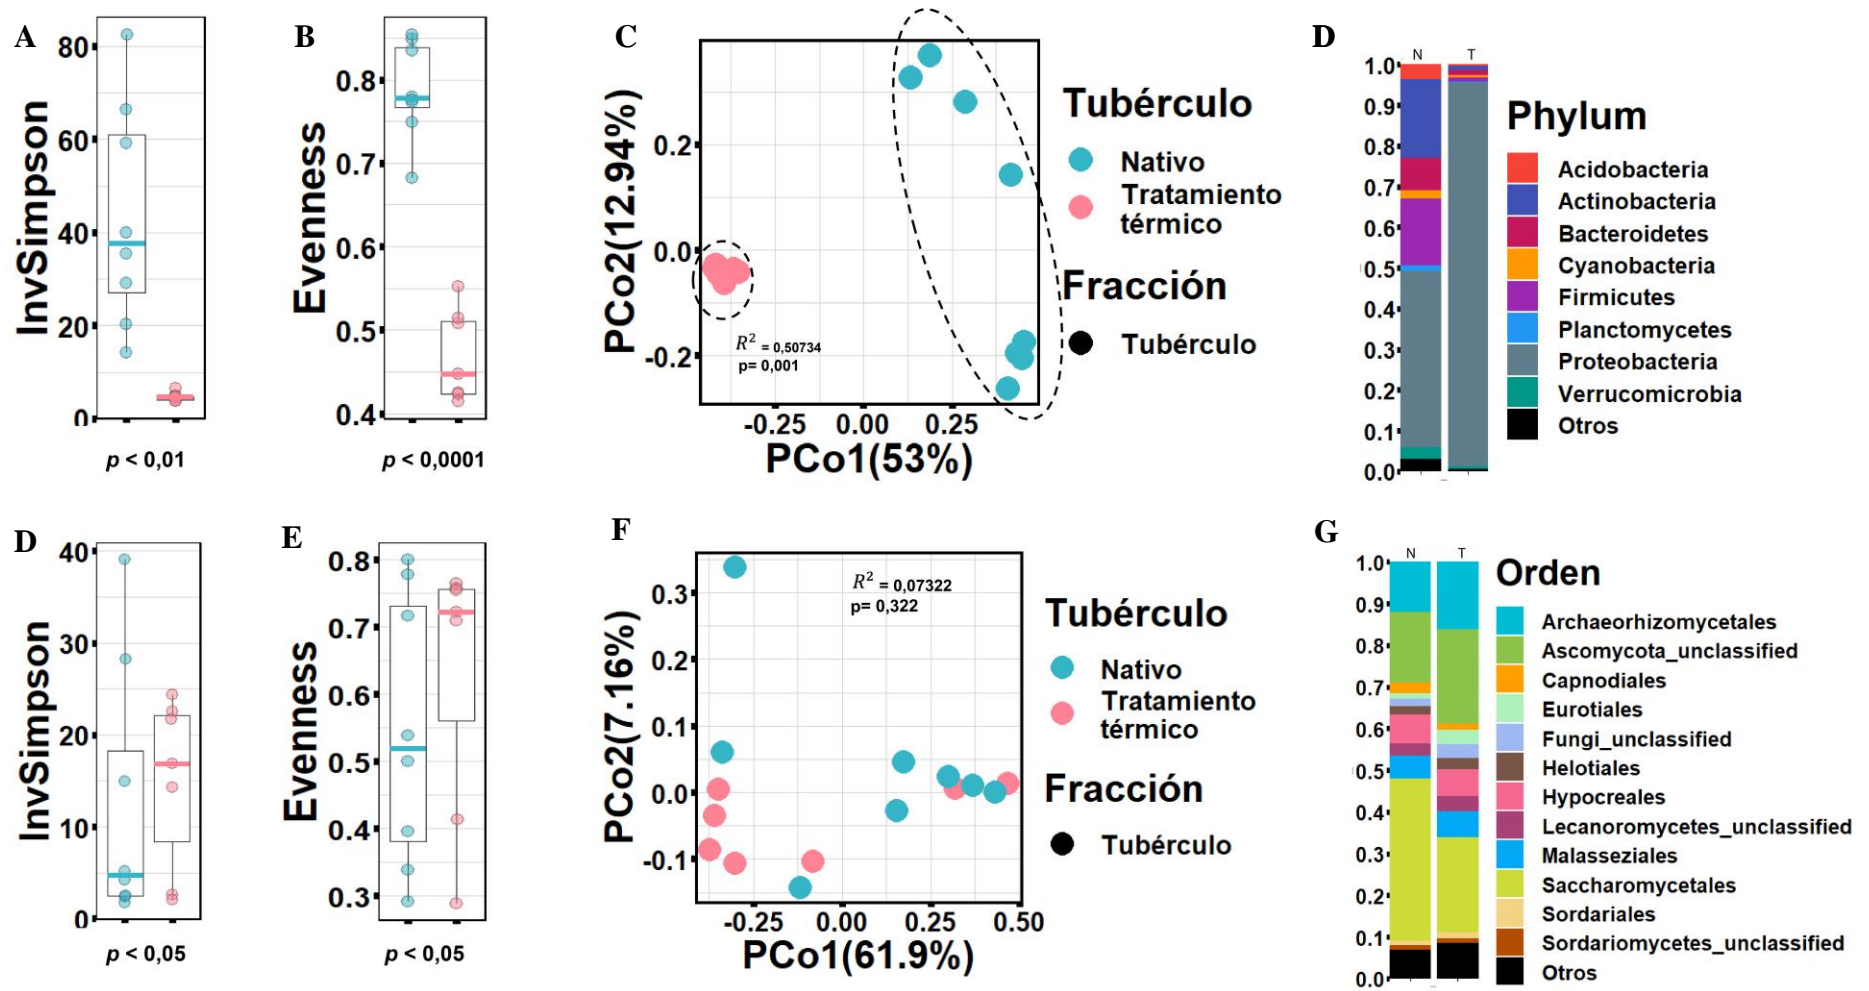 A
InvSimpson
80
60
40
20
0
p < 0,01
B
Evenness
0.8
0.7
0.6
0.5
0.4
p < 0,0001
C
PCo2(12.94%)
0.2
0.0
-0.2
R² = 0,50734
p= 0,001
-0.25
0.00
0.25
PCo1(53%)
Tubérculo
Nativo
Tratamiento
térmico
Fracción
Tubérculo
D
N
T
1.0
0.9
0.8
0.7
0.6
0.5
0.4
0.3
0.2
0.1
0.0
Phylum
Acidobacteria
Actinobacteria
Bacteroidetes
Cyanobacteria
Firmicutes
Planctomycetes
Proteobacteria
Verrucomicrobia
Otros
D
InvSimpson
40
30
20
10
0
p < 0,05
E
Evenness
0.8
0.7
0.6
0.5
0.4
0.3
p < 0,05
F
PCo2(7.16%)
0.3
0.2
0.1
0.0
-0.1
R² = 0,07322
p= 0,322
-0.25
0.00
0.25
0.50
PCo1(61.9%)
Tubérculo
Nativo
Tratamiento
térmico
Fracción
Tubérculo
G
N
T
1.0
0.9
0.8
0.7
0.6
0.5
0.4
0.3
0.2
0.1
0.0
Orden
Archaeorhizomycetales
Ascomycota_unclassified
Capnodiales
Eurotiales
Fungi_unclassified
Helotiales
Hypocreales
Lecanoromycetes_unclassified
Malasseziales
Saccharomycetales
Sordariales
Sordariomycetes_unclassified
Otros